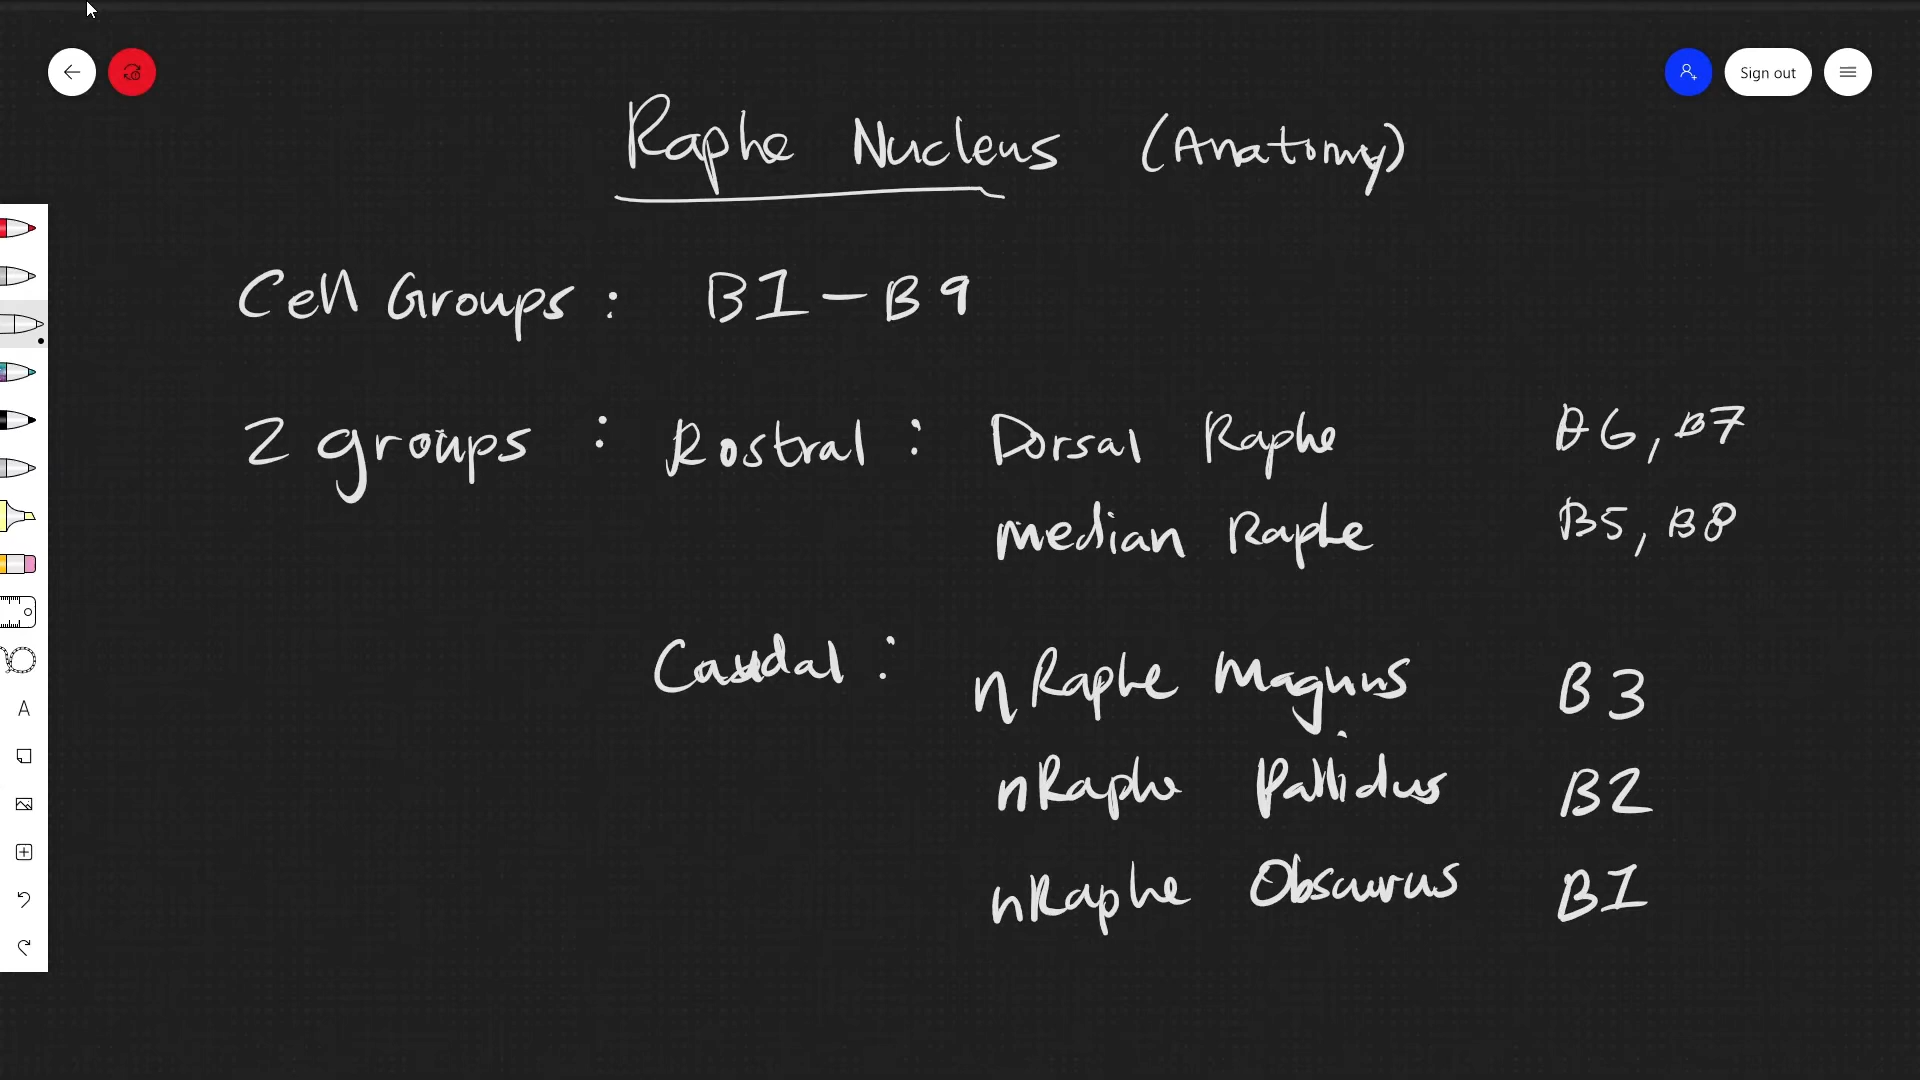 Sign out
Raphe Nucleus (Anatomy)
Cell Groups : B1 – B9
2 groups : Rostral : Dorsal Raphe B6, B7
median Raphe B5, B8
Caudal : n Raphe Magnus B3
n Raphe Pallidus B2
n Raphe Obscurus B1
A